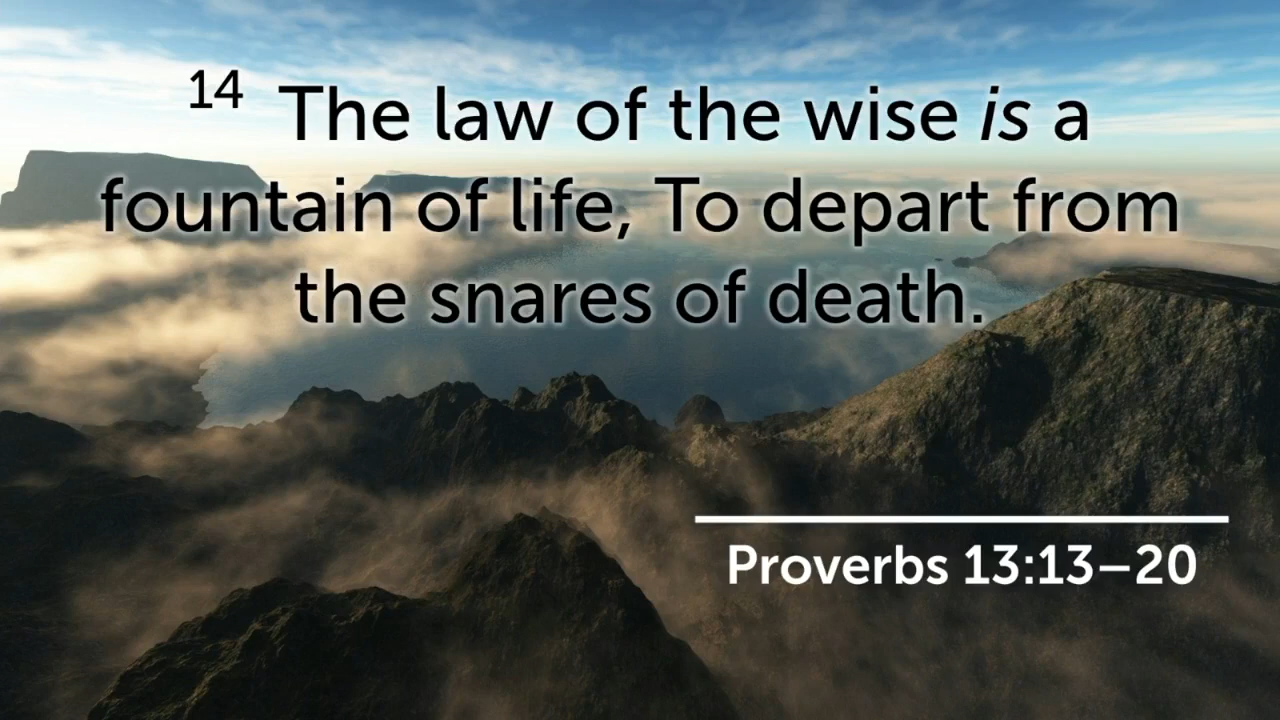 14 The law of the wise is a
fountain of life, To depart from
the snares of death.
Proverbs 13:13–20